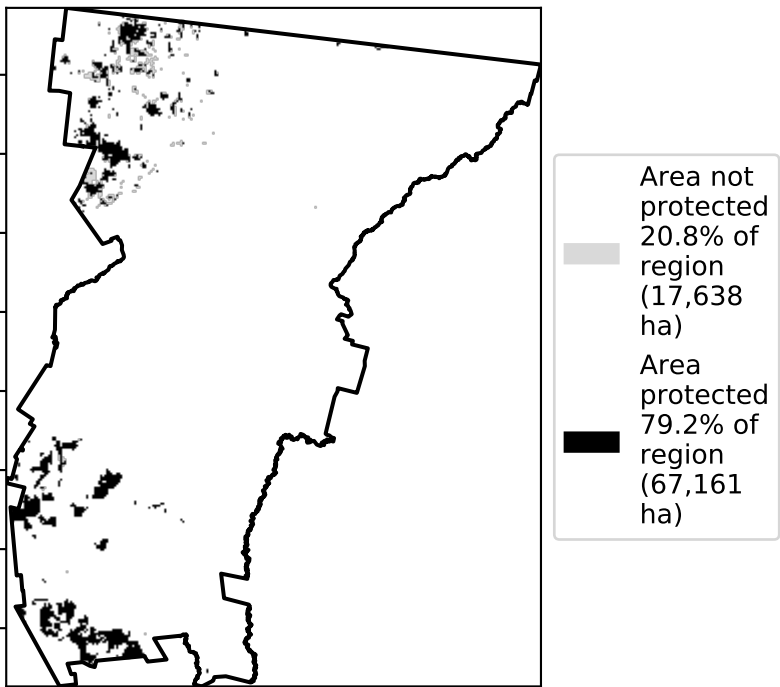 Area not
protected
20.8% of
region
(17,638
ha)
Area
protected
79.2% of
region
(67,161
ha)